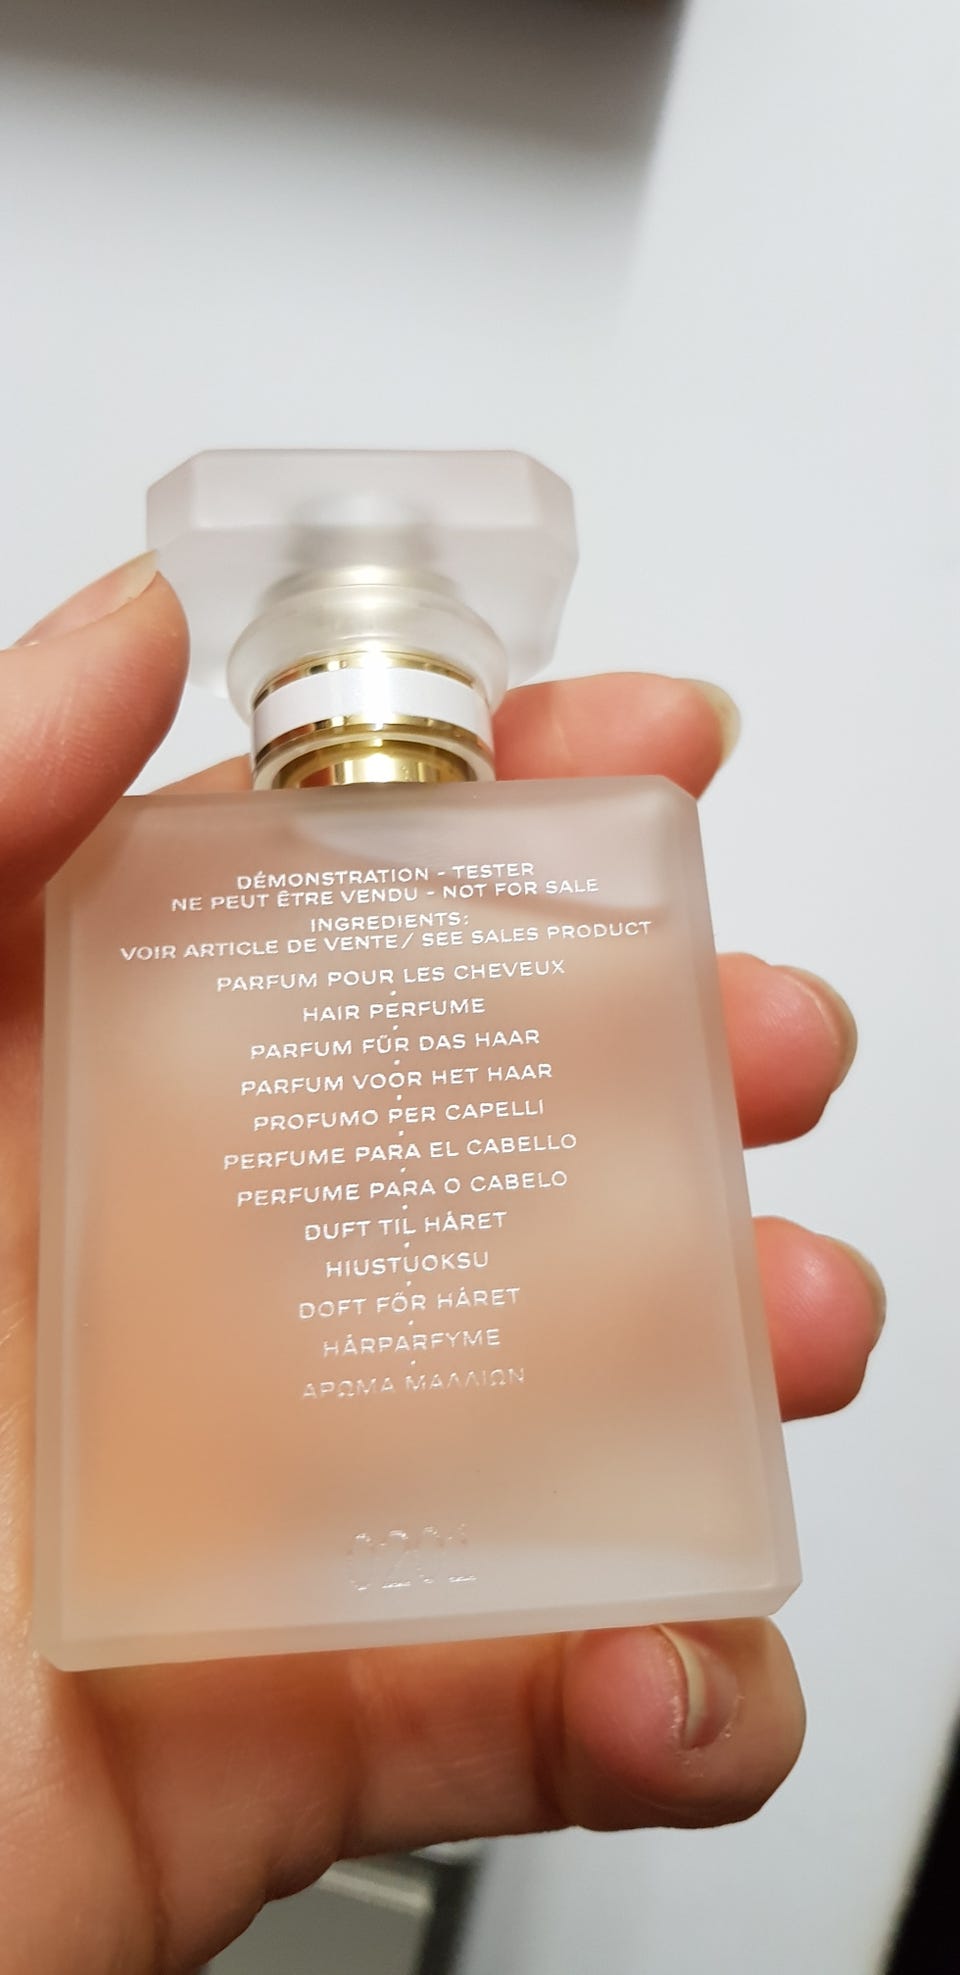 DÉMONSTRATION - TESTER
NE PEUT ÊTRE VENDU - NOT FOR SALE
INGREDIENTS:
VOIR ARTICLE DE VENTE / SEE SALES PRODUCT
PARFUM POUR LES CHEVEUX
HAIR PERFUME
PARFUM FÜR DAS HAAR
PARFUM VOOR HET HAAR
PROFUMO PER CAPELLI
PERFUME PARA EL CABELLO
PERFUME PARA O CABELO
DUFT TIL HÅRET
HIUSTUOKSU
DOFT FÖR HÅRET
HÅRPARFYME
ΑΡΩΜΑ ΜΑΛΛΙΩΝ
0201